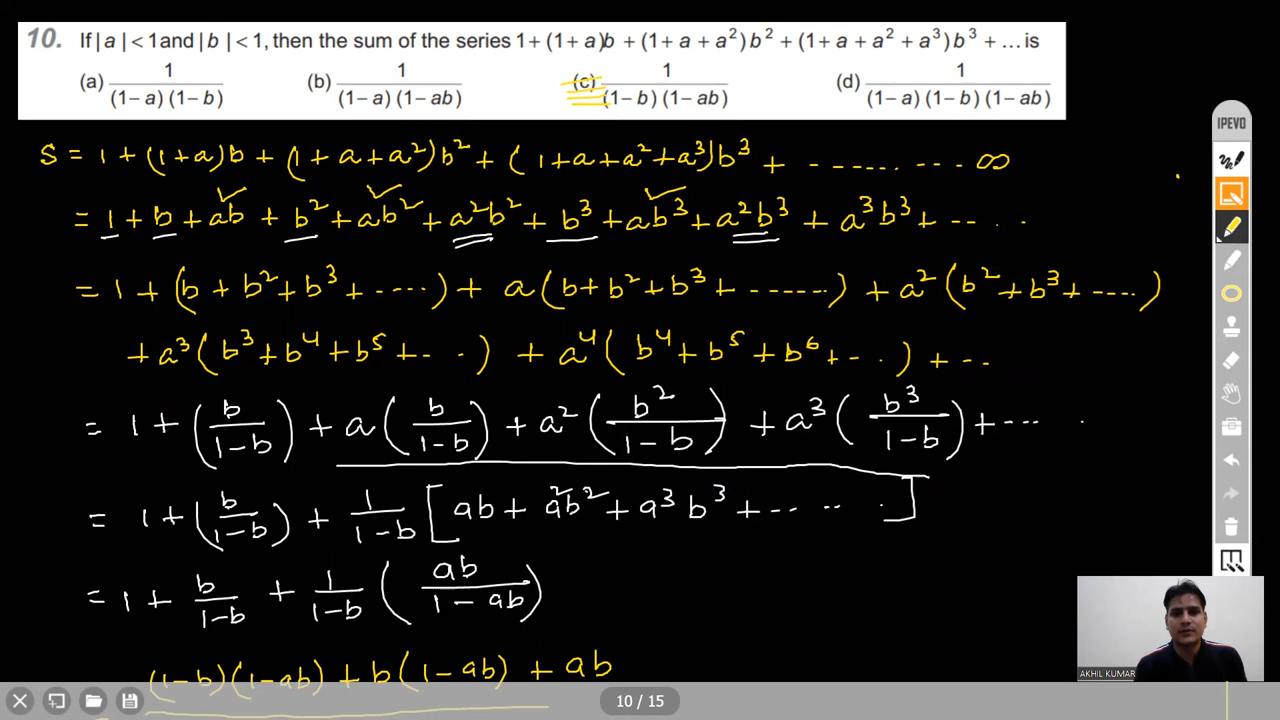 10. If |a| < 1 and |b| < 1, then the sum of the series 1 + (1 + a)b + (1 + a + a²)b² + (1 + a + a² + a³)b³ + ... is
(a) 1/((1 – a)(1 – b)) (b) 1/((1 – a)(1 – ab)) (c) 1/((1 – b)(1 – ab)) (d) 1/((1 – a)(1 – b)(1 – ab))
S = 1 + (1+a)b + (1+a+a²)b² + (1+a+a²+a³)b³ + ........ ... ∞
= 1 + b + ab + b² + ab² + a²b² + b³ + ab³ + a²b³ + a³b³ + ....
= 1 + (b + b² + b³ + .....) + a(b + b² + b³ + ......) + a²(b² + b³ + ....)
+ a³(b³ + b⁴ + b⁵ + ....) + a⁴(b⁴ + b⁵ + b⁶ + ...) + ...
= 1 + (b/(1-b)) + a(b/(1-b)) + a²(b²/(1-b)) + a³(b³/(1-b)) + ....
= 1 + (b/(1-b)) + 1/(1-b) [ab + a²b² + a³b³ + .....]
= 1 + b/(1-b) + 1/(1-b) (ab/(1-ab))
(1-b)(1-ab) + b(1-ab) + ab
IPEVO
AKHIL KUMAR
10 / 15